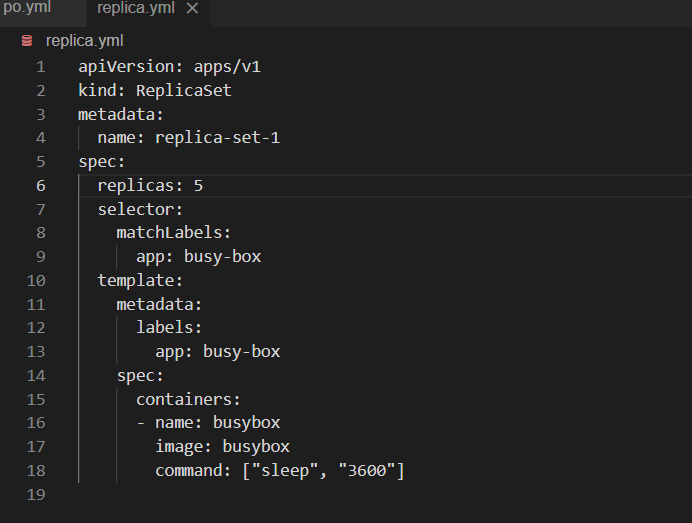 po.yml replica.yml
replica.yml
1 apiVersion: apps/v1
2 kind: ReplicaSet
3 metadata:
4   name: replica-set-1
5 spec:
6   replicas: 5
7   selector:
8     matchLabels:
9       app: busy-box
10   template:
11     metadata:
12       labels:
13         app: busy-box
14     spec:
15       containers:
16       - name: busybox
17         image: busybox
18         command: ["sleep", "3600"]
19